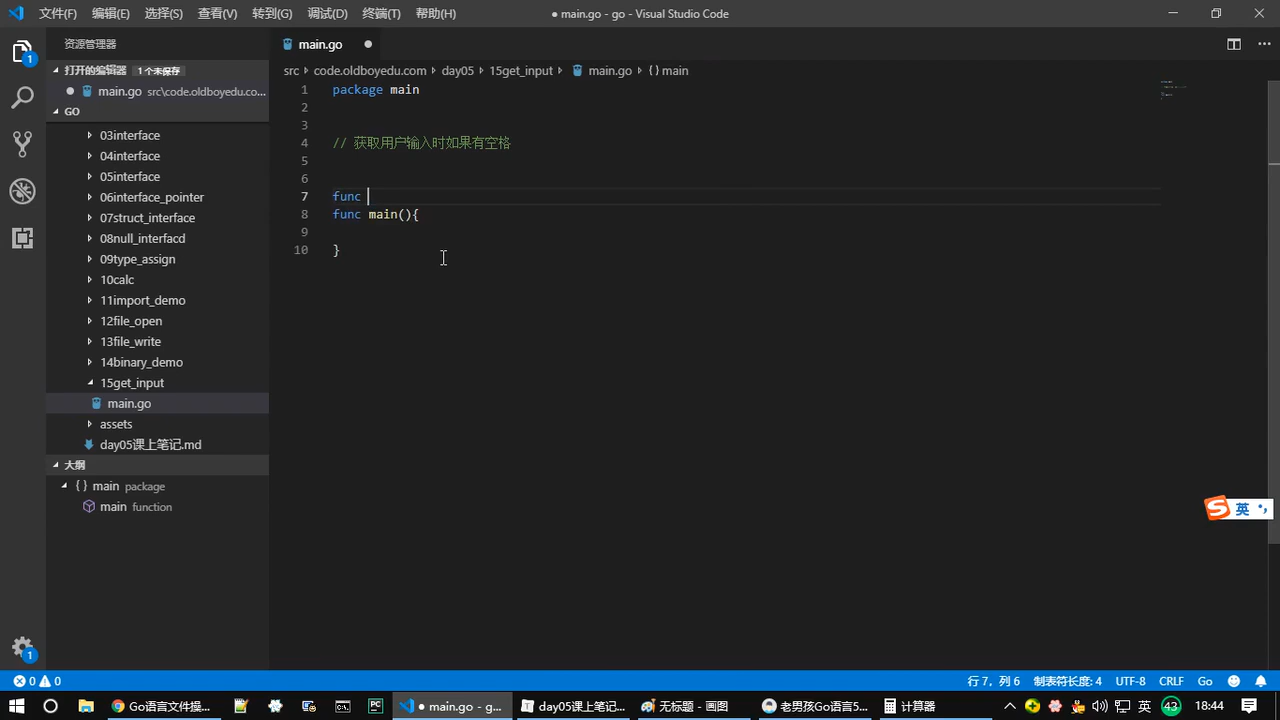 文件(F) 编辑(E) 选择(S) 查看(V) 转到(G) 调试(D) 终端(T) 帮助(H) ● main.go - go - Visual Studio Code
资源管理器
main.go
打开的编辑器 1 个未保存
main.go src\code.oldboyedu.co...
src › code.oldboyedu.com › day05 › 15get_input › main.go › {} main
GO
03interface
04interface
05interface
06interface_pointer
07struct_interface
08null_interfacd
09type_assign
10calc
11import_demo
12file_open
13file_write
14binary_demo
15get_input
main.go
assets
day05课上笔记.md
大纲
{} main package
main function
1 package main
2
3
4 // 获取用户输入时如果有空格
5
6
7 func
8 func main(){
9
10 }
英
1
1
0 0 行 7，列 6 制表符长度: 4 UTF-8 CRLF Go
Go语言文件操... main.go - g... day05课上笔记... 无标题 - 画图 老男孩Go语言5... 计算器 英 43 18:44